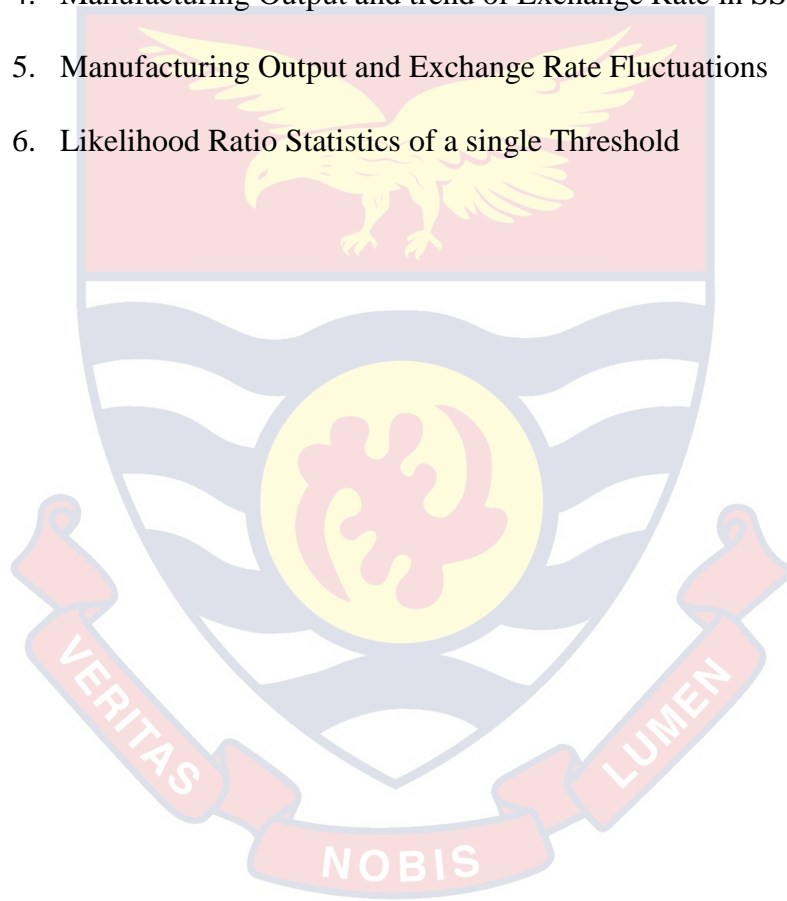 4. Manufacturing Output and trend of Exchange Rate in SS
5. Manufacturing Output and Exchange Rate Fluctuations
6. Likelihood Ratio Statistics of a single Threshold
VERITAS
NOBIS
LUMEN